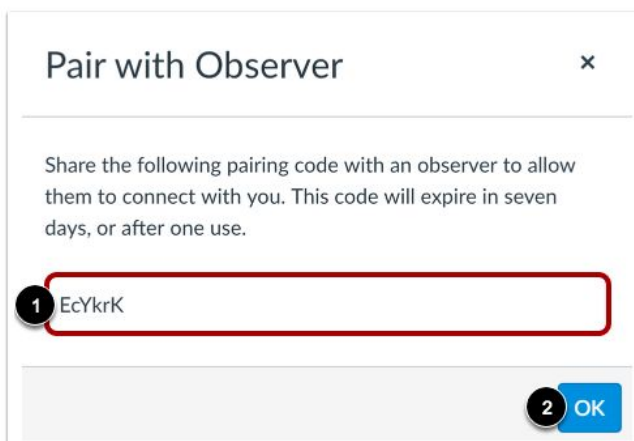 Pair with Observer ×
Share the following pairing code with an observer to allow
them to connect with you. This code will expire in seven
days, or after one use.
1 EcYkrK
2 OK